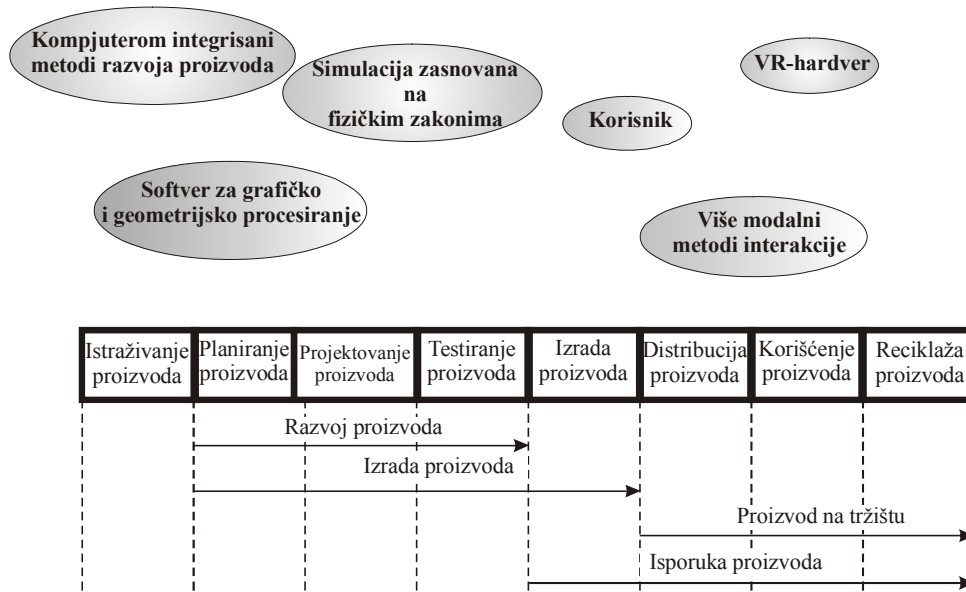 Kompjuterom integrisani
metodi razvoja proizvoda
Simulacija zasnovana
na
fizičkim zakonima
VR-hardver
Korisnik
Softver za grafičko
i geometrijsko procesiranje
Više modalni
metodi interakcije
Istraživanje
proizvoda
Planiranje
proizvoda
Projektovanje
proizvoda
Testiranje
proizvoda
Izrada
proizvoda
Distribucija
proizvoda
Korišćenje
proizvoda
Reciklaža
proizvoda
Razvoj proizvoda
Izrada proizvoda
Proizvod na tržištu
Isporuka proizvoda